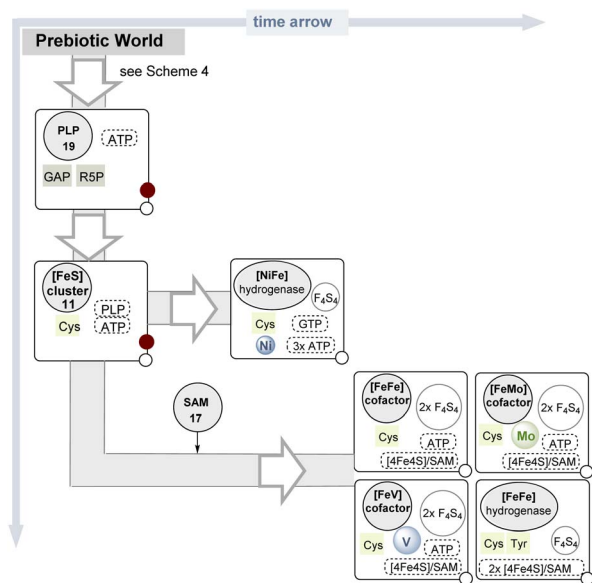 time arrow
Prebiotic World
see Scheme 4
PLP
19
ATP
GAP R5P
[FeS]
cluster
11
Cys
PLP
ATP
[NiFe]
hydrogenase
F₄S₄
Cys
GTP
Ni
3x ATP
SAM
17
[FeFe]
cofactor
2x F₄S₄
Cys
ATP
[4Fe4S]/SAM
[FeMo]
cofactor
2x F₄S₄
Cys
Mo
ATP
[4Fe4S]/SAM
[FeV]
cofactor
2x F₄S₄
Cys
V
ATP
[4Fe4S]/SAM
[FeFe]
hydrogenase
Cys Tyr
F₄S₄
2x [4Fe4S]/SAM